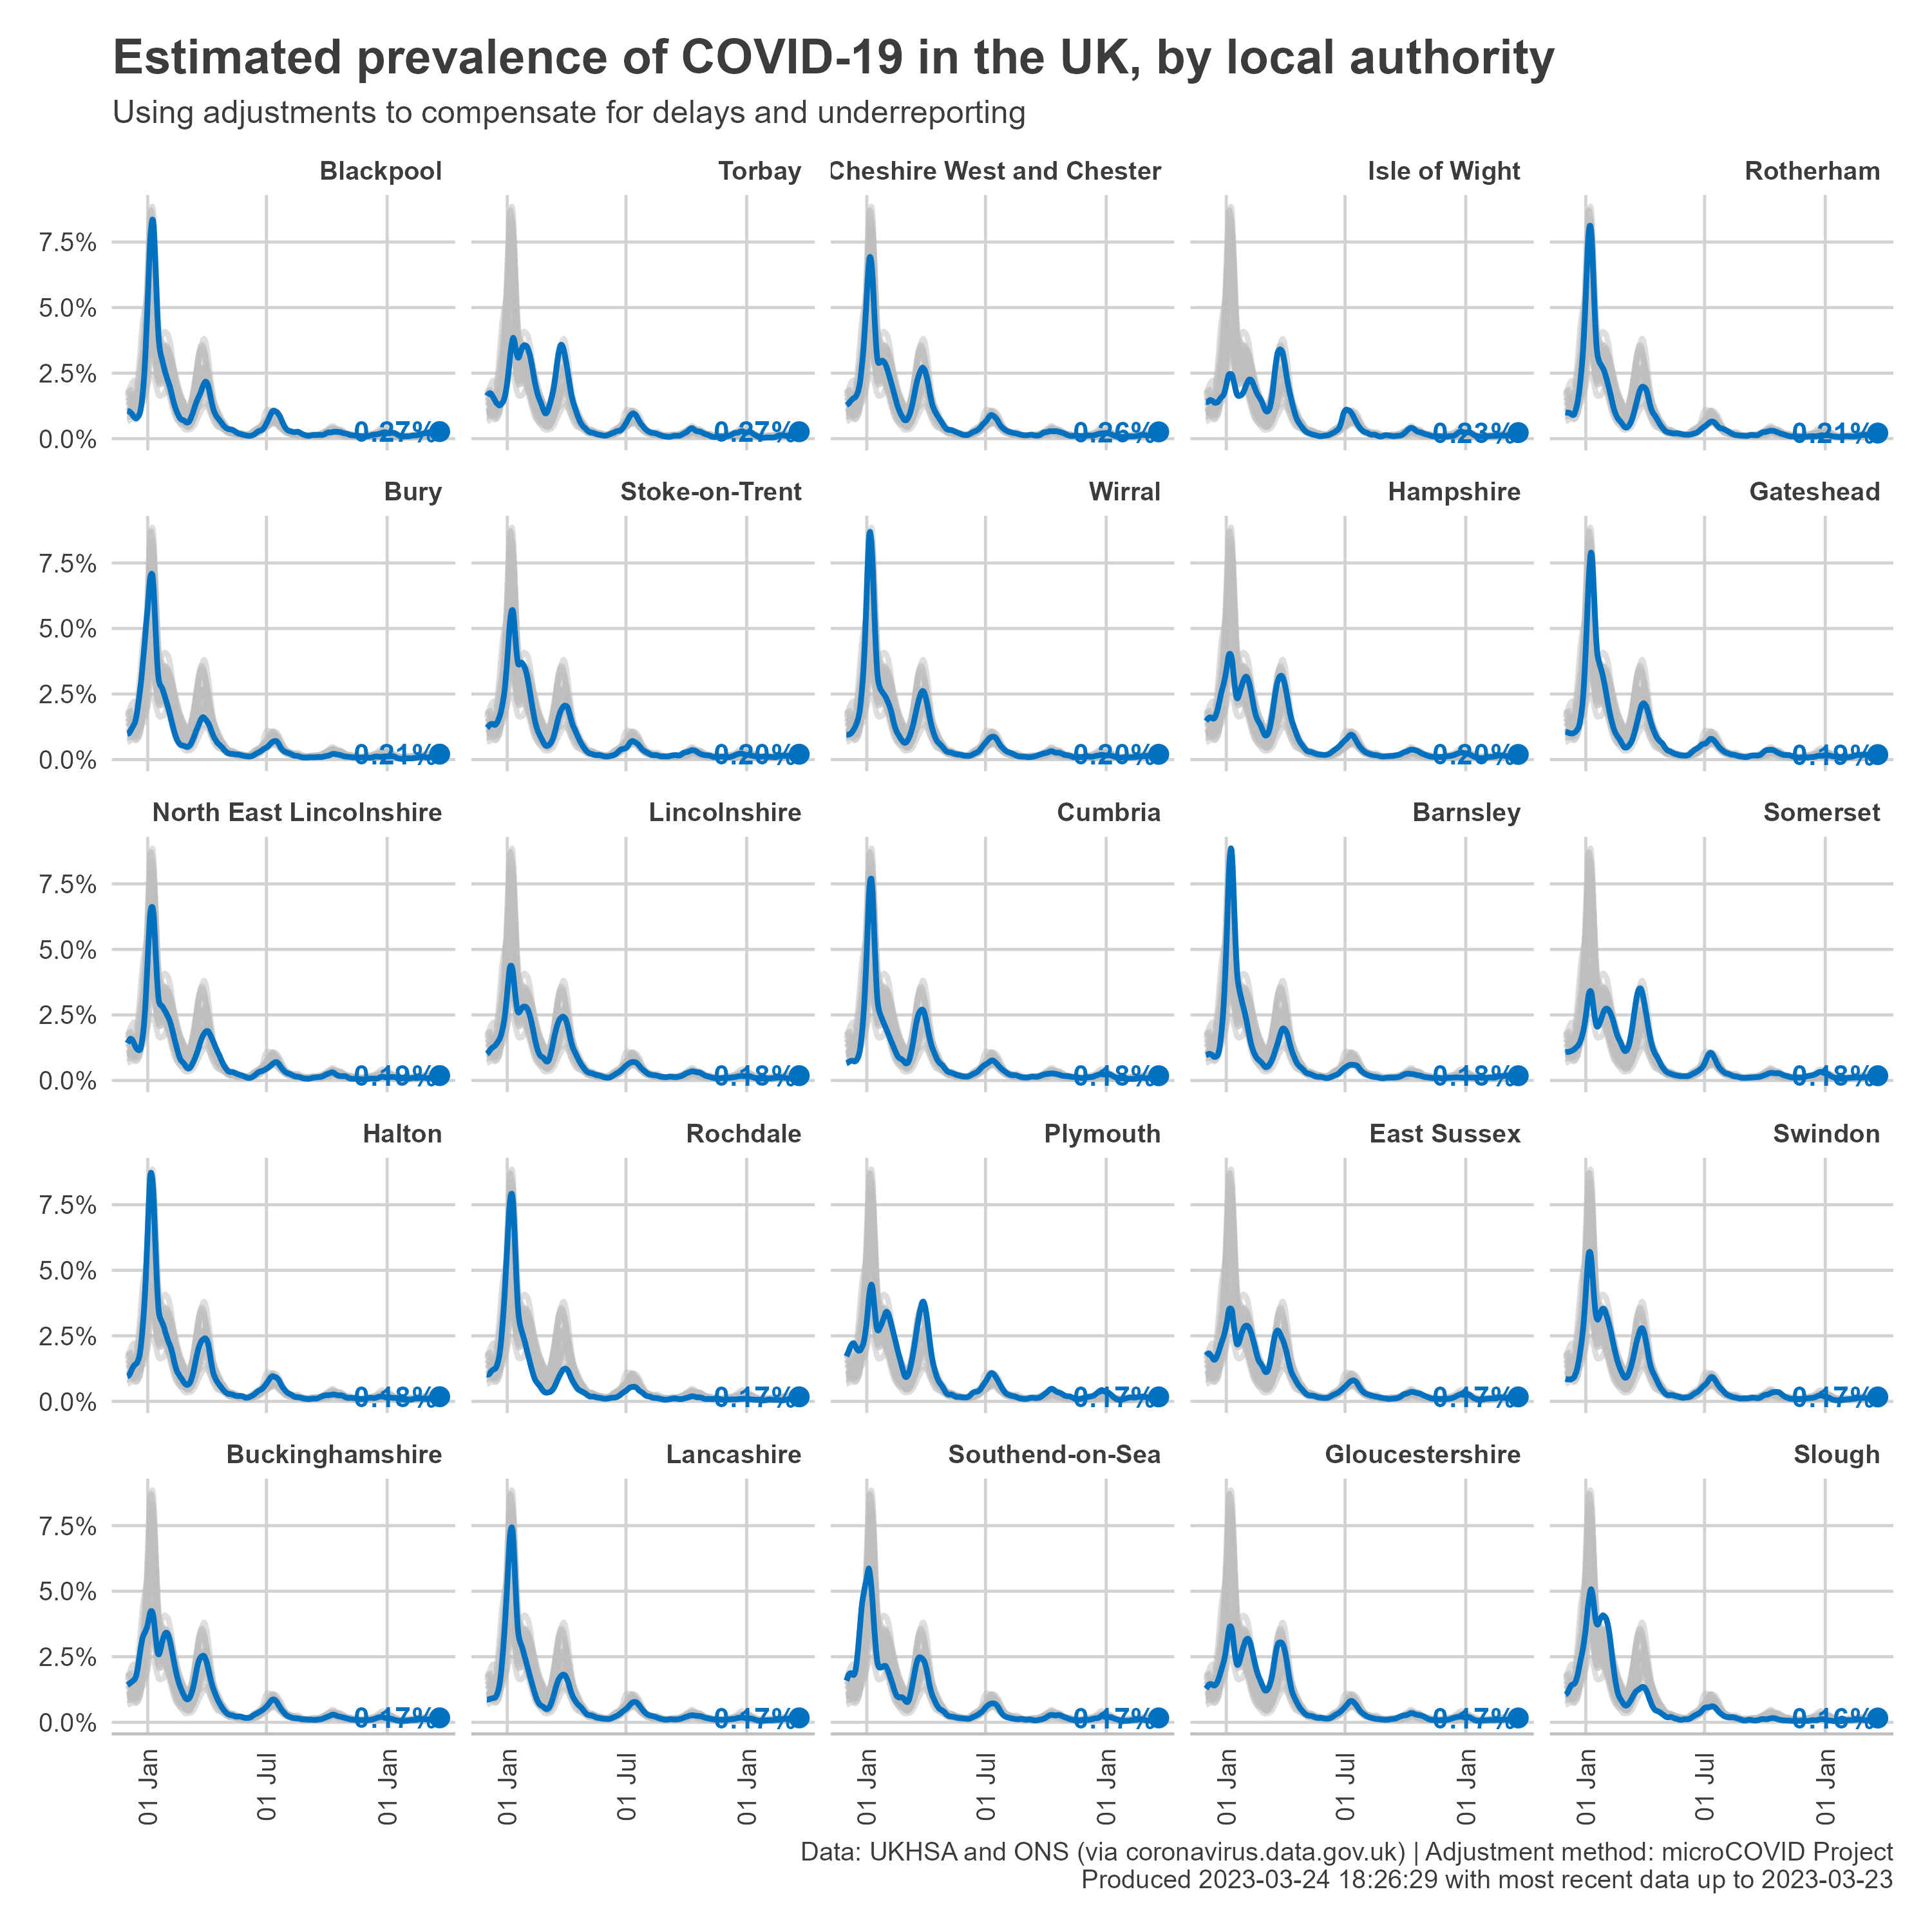 Estimated prevalence of COVID-19 in the UK, by local authority
Using adjustments to compensate for delays and underreporting
Blackpool Torbay Cheshire West and Chester Isle of Wight Rotherham
7.5%
5.0%
2.5%
0.0%
0.27% 0.27% 0.26% 0.23% 0.21%
Bury Stoke-on-Trent Wirral Hampshire Gateshead
7.5%
5.0%
2.5%
0.0%
0.21% 0.20% 0.20% 0.20% 0.19%
North East Lincolnshire Lincolnshire Cumbria Barnsley Somerset
7.5%
5.0%
2.5%
0.0%
0.19% 0.18% 0.18% 0.18% 0.18%
Halton Rochdale Plymouth East Sussex Swindon
7.5%
5.0%
2.5%
0.0%
0.18% 0.17% 0.17% 0.17% 0.17%
Buckinghamshire Lancashire Southend-on-Sea Gloucestershire Slough
7.5%
5.0%
2.5%
0.0%
0.17% 0.17% 0.17% 0.17% 0.16%
01 Jan 01 Jul 01 Jan 01 Jan 01 Jul 01 Jan 01 Jan 01 Jul 01 Jan 01 Jan 01 Jul 01 Jan 01 Jan 01 Jul 01 Jan
Data: UKHSA and ONS (via coronavirus.data.gov.uk) | Adjustment method: microCOVID Project
Produced 2023-03-24 18:26:29 with most recent data up to 2023-03-23